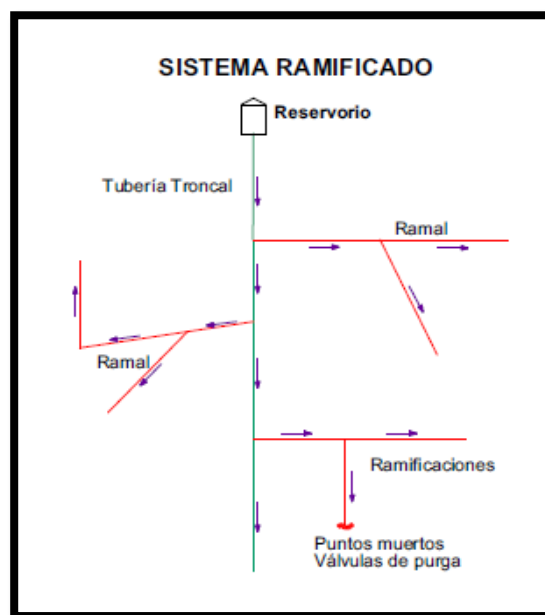 SISTEMA RAMIFICADO
Reservorio
Tubería Troncal
Ramal
Ramal
Ramificaciones
Puntos muertos
Válvulas de purga